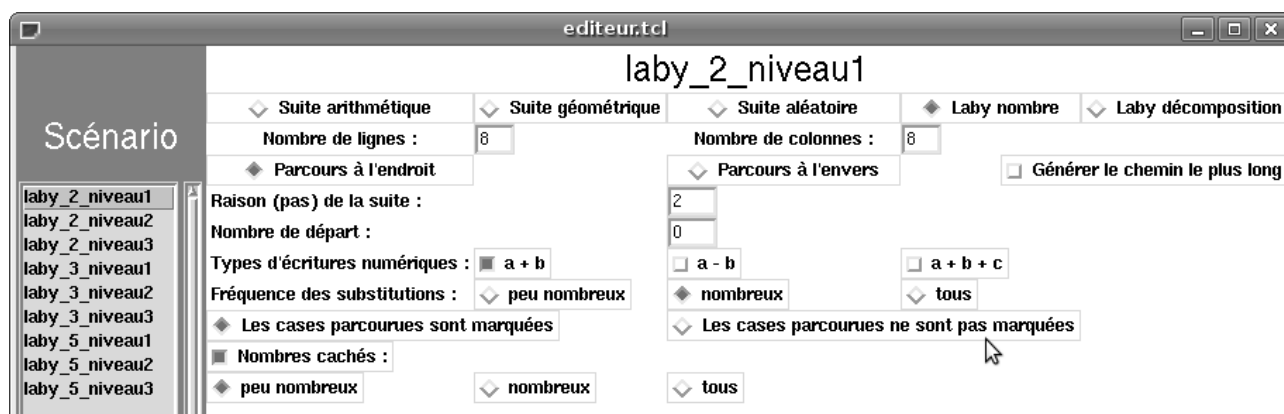 editeur.tcl
laby_2_niveau1
Suite arithmétique Suite géométrique Suite aléatoire Laby nombre Laby décomposition
Scénario
Nombre de lignes : 8 Nombre de colonnes : 8
Parcours à l'endroit Parcours à l'envers Générer le chemin le plus long
laby_2_niveau1
laby_2_niveau2
laby_2_niveau3
laby_3_niveau1
laby_3_niveau2
laby_3_niveau3
laby_5_niveau1
laby_5_niveau2
laby_5_niveau3
Raison (pas) de la suite : 2
Nombre de départ : 0
Types d'écritures numériques : a + b a - b a + b + c
Fréquence des substitutions : peu nombreux nombreux tous
Les cases parcourues sont marquées Les cases parcourues ne sont pas marquées
Nombres cachés :
peu nombreux nombreux tous